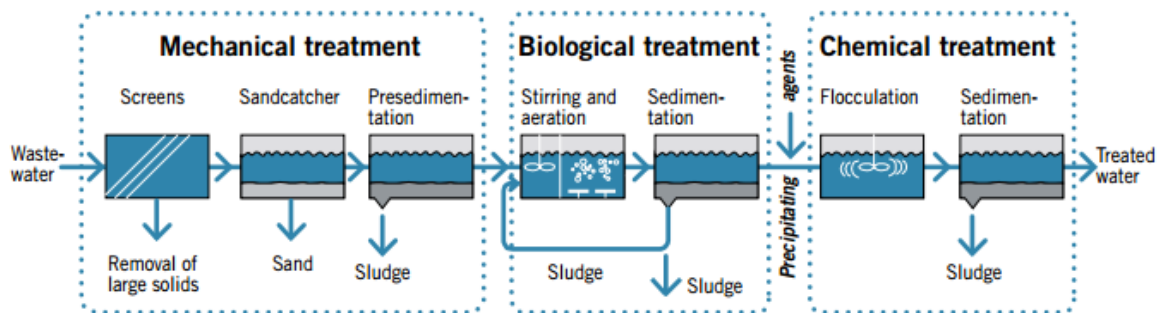 Mechanical treatment
Biological treatment
Chemical treatment
Screens
Sandcatcher
Presedimen-
tation
Stirring and
aeration
Sedimen-
tation
Precipitating agents
Flocculation
Sedimen-
tation
Waste-
water
Treated
water
Removal of
large solids
Sand
Sludge
Sludge
Sludge
Sludge